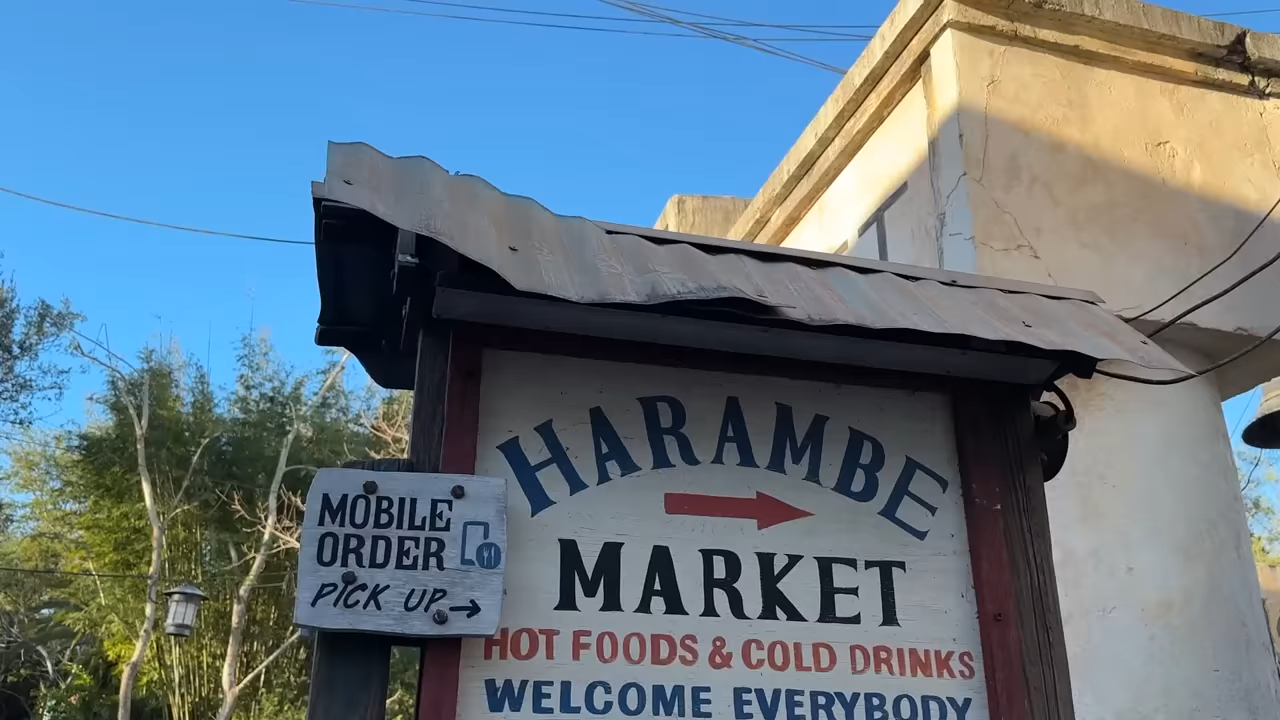 HARAMBE
MARKET
HOT FOODS & COLD DRINKS
WELCOME EVERYBODY
MOBILE
ORDER
PICK UP